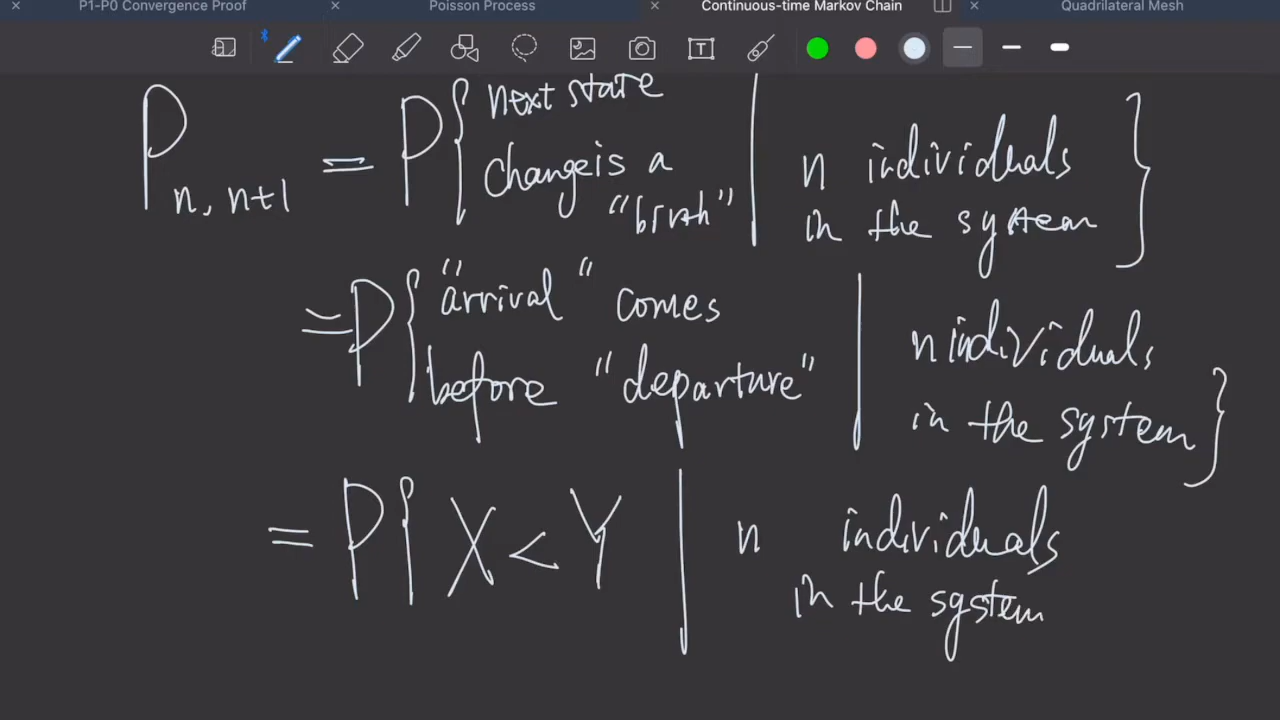 P1-P0 Convergence Proof Poisson Process Continuous-time Markov Chain Quadrilateral Mesh
P_{n, n+1} = P{ next state change is a "birth" | n individuals in the system }
= P{ "arrival" comes before "departure" | n individuals in the system }
= P{ X < Y | n individuals in the system